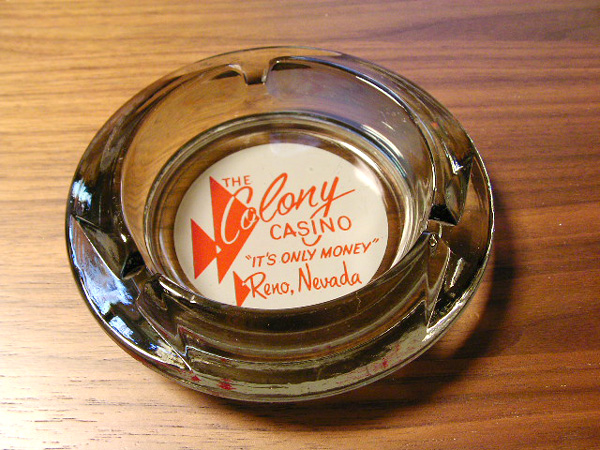 THE
Colony
CASINO
"IT'S ONLY MONEY"
Reno, Nevada